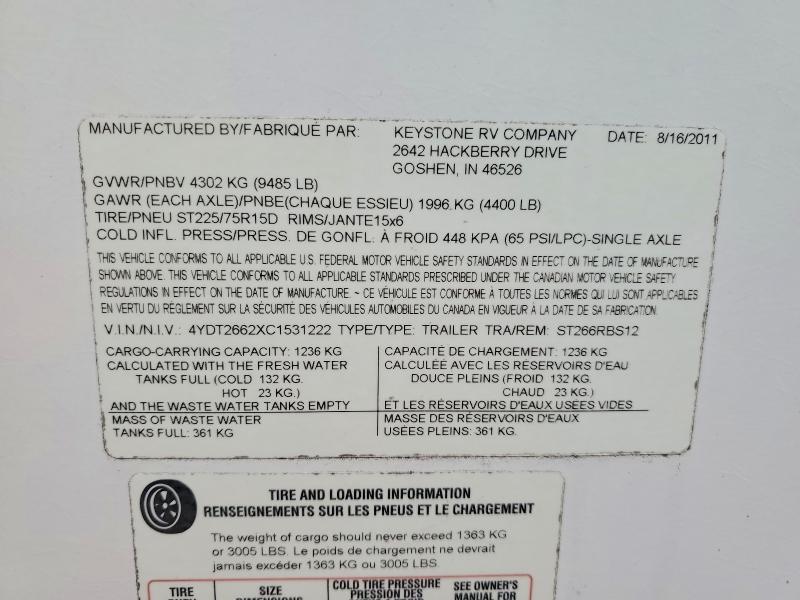 MANUFACTURED BY/FABRIQUÉ PAR: KEYSTONE RV COMPANY DATE: 8/16/2011
2642 HACKBERRY DRIVE
GOSHEN, IN 46526
GVWR/PNBV 4302 KG (9485 LB)
GAWR (EACH AXLE)/PNBE(CHAQUE ESSIEU) 1996 KG (4400 LB)
TIRE/PNEU ST225/75R15D RIMS/JANTE15x6
COLD INFL. PRESS/PRESS. DE GONFL. À FROID 448 KPA (65 PSI/LPC)-SINGLE AXLE
THIS VEHICLE CONFORMS TO ALL APPLICABLE U.S. FEDERAL MOTOR VEHICLE SAFETY STANDARDS IN EFFECT ON THE DATE OF MANUFACTURE
SHOWN ABOVE. THIS VEHICLE CONFORMS TO ALL APPLICABLE STANDARDS PRESCRIBED UNDER THE CANADIAN MOTOR VEHICLE SAFETY
REGULATIONS IN EFFECT ON THE DATE OF MANUFACTURE. ~ CE VÉHICULE EST CONFORME À TOUTES LES NORMES QUI LUI SONT APPLICABLES
EN VERTU DU RÉGLEMENT SUR LA SÉCURITÉ DES VÉHICULES AUTOMOBILES DU CANADA EN VIGUEUR À LA DATE DE SA FABRICATION.
V.I.N./N.I.V.: 4YDT2662XC1531222 TYPE/TYPE: TRAILER TRA/REM: ST266RBS12
CARGO-CARRYING CAPACITY: 1236 KG
CALCULATED WITH THE FRESH WATER
TANKS FULL (COLD 132 KG.
HOT 23 KG.)
AND THE WASTE WATER TANKS EMPTY
MASS OF WASTE WATER
TANKS FULL: 361 KG
CAPACITÉ DE CHARGEMENT: 1236 KG
CALCULÉE AVEC LES RÉSERVOIRS D'EAU
DOUCE PLEINS (FROID 132 KG.
CHAUD 23 KG.)
ET LES RÉSERVOIRS D'EAUX USÉES VIDES
MASSE DES RÉSERVOIRS D'EAUX
USÉES PLEINS: 361 KG.
TIRE AND LOADING INFORMATION
RENSEIGNEMENTS SUR LES PNEUS ET LE CHARGEMENT
The weight of cargo should never exceed 1363 KG
or 3005 LBS. Le poids de chargement ne devrait
jamais excéder 1363 KG ou 3005 LBS.
TIRE SIZE COLD TIRE PRESSURE SEE OWNER'S
PRESSION DES MANUAL FOR